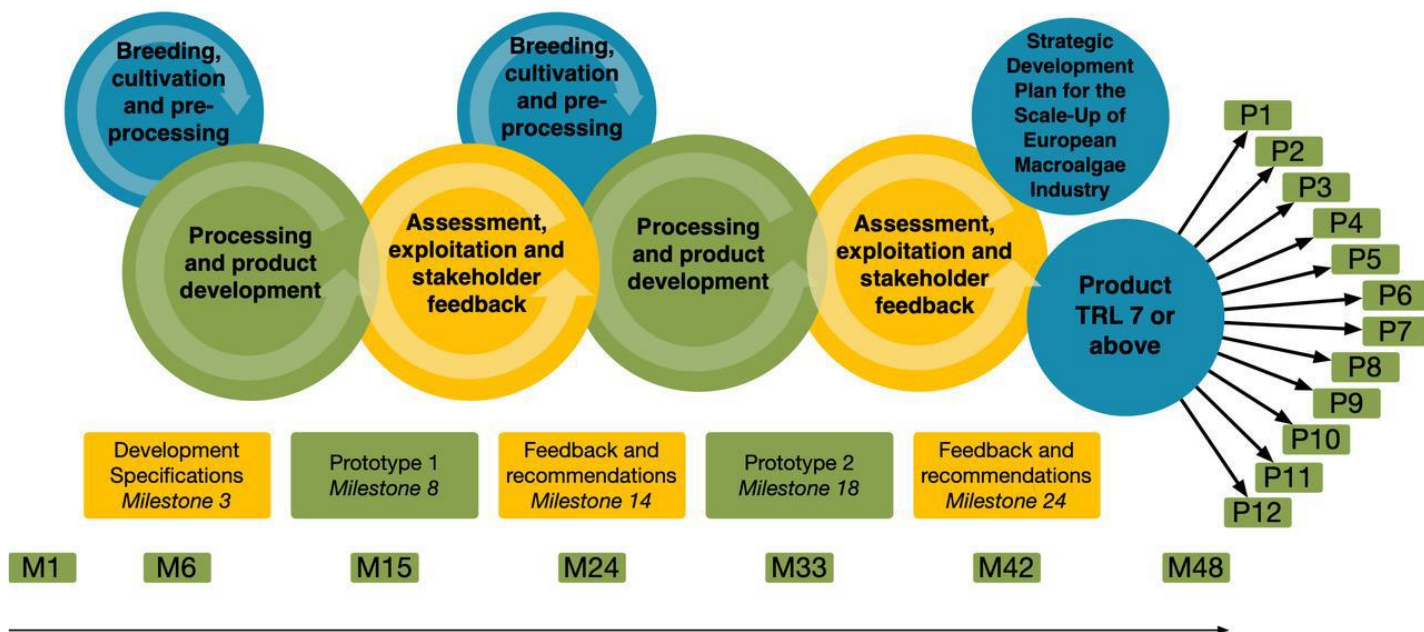 Breeding,
cultivation
and pre-
processing
Processing
and product
development
Assessment,
exploitation and
stakeholder
feedback
Breeding,
cultivation
and pre-
processing
Processing
and product
development
Assessment,
exploitation and
stakeholder
feedback
Strategic
Development
Plan for the
Scale-Up of
European
Macroalgae
Industry
Product
TRL 7 or
above
P1
P2
P3
P4
P5
P6
P7
P8
P9
P10
P11
P12
Development
Specifications
Milestone 3
Prototype 1
Milestone 8
Feedback and
recommendations
Milestone 14
Prototype 2
Milestone 18
Feedback and
recommendations
Milestone 24
M1
M6
M15
M24
M33
M42
M48